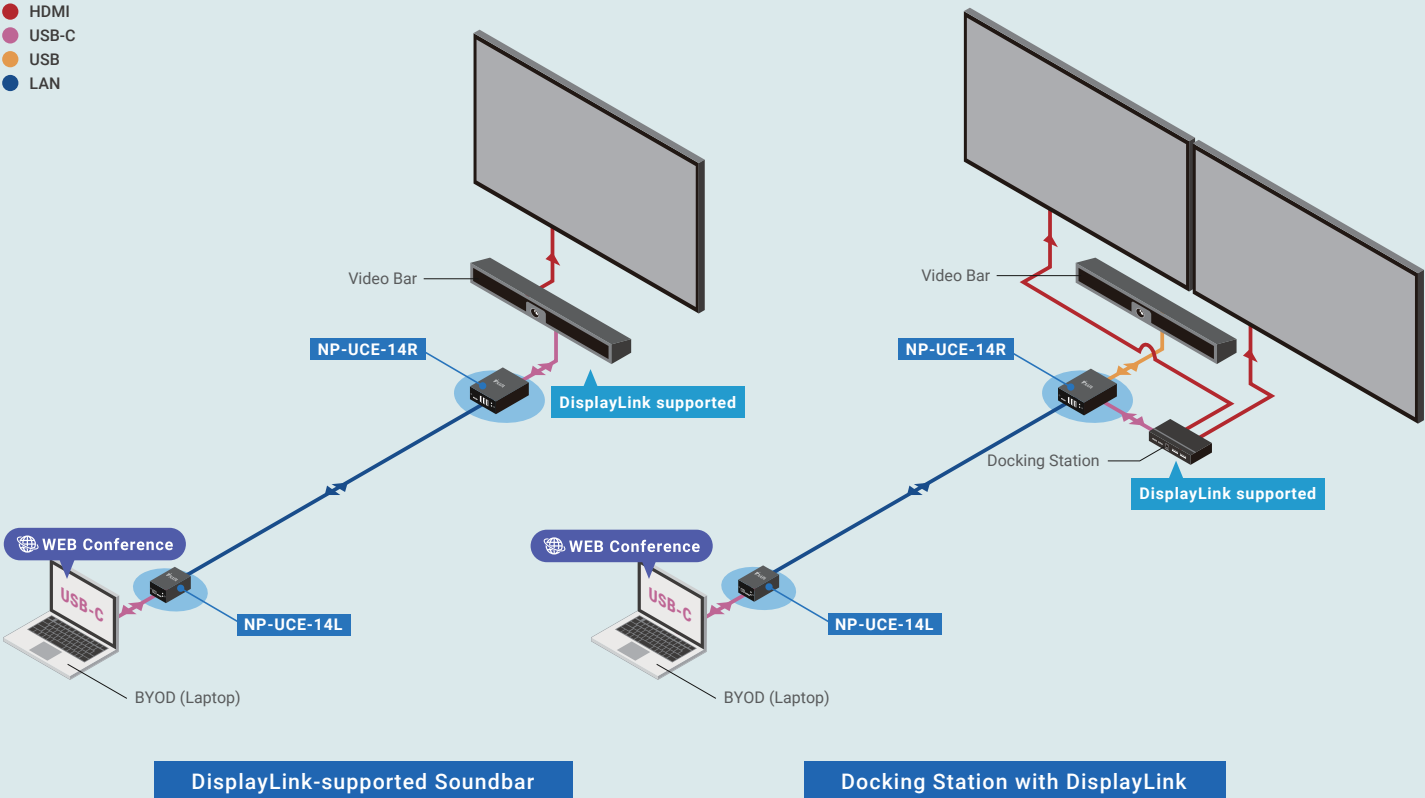 HDMI
USB-C
USB
LAN
Video Bar
NP-UCE-14R
DisplayLink supported
WEB Conference
USB-C
NP-UCE-14L
BYOD (Laptop)
DisplayLink-supported Soundbar
Video Bar
NP-UCE-14R
Docking Station
DisplayLink supported
WEB Conference
USB-C
NP-UCE-14L
BYOD (Laptop)
Docking Station with DisplayLink